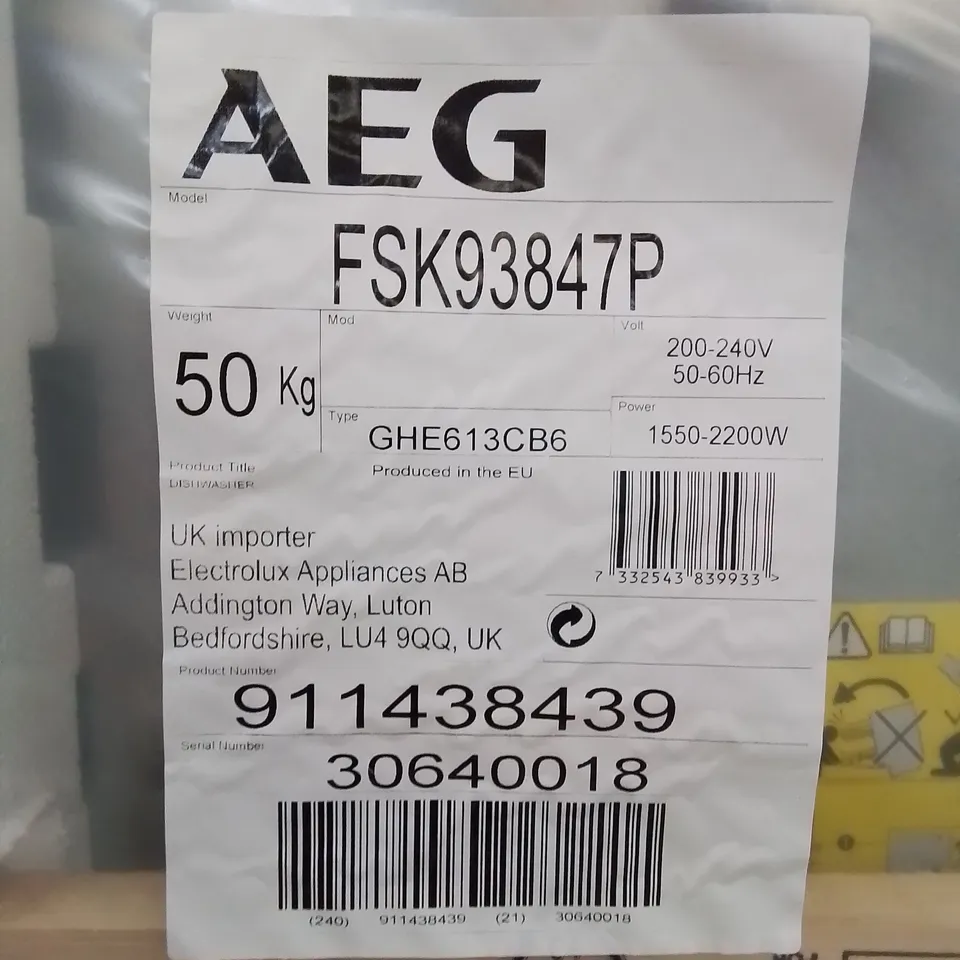 AEG
Model
FSK93847P
Weight
50 Kg
Mod
Volt
200-240V
50-60Hz
Type
GHE613CB6
Power
1550-2200W
Product Title
DISHWASHER
Produced in the EU
7 332543 839933 >
UK importer
Electrolux Appliances AB
Addington Way, Luton
Bedfordshire, LU4 9QQ, UK
Product Number
911438439
Serial Number
30640018
(240) 911438439 (21) 30640018